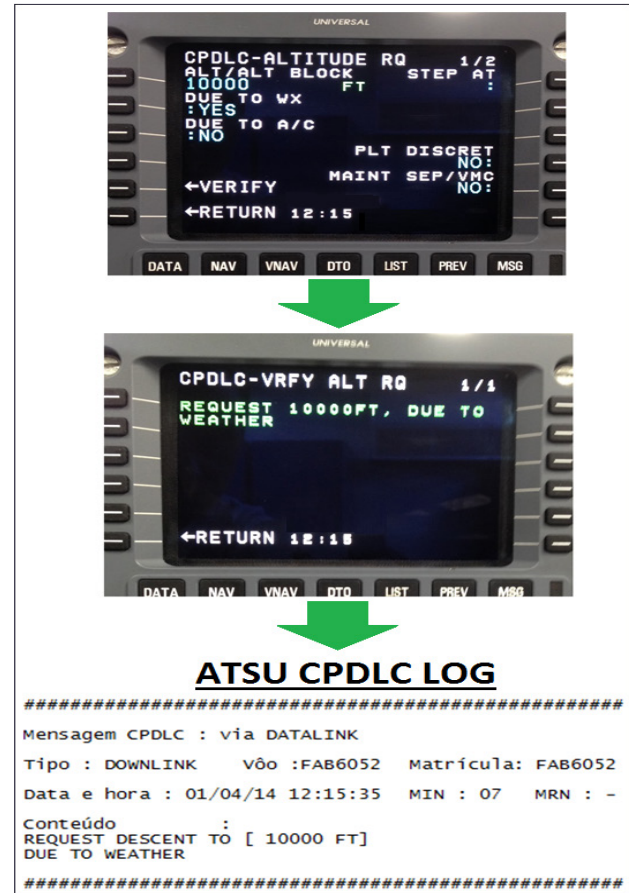 UNIVERSAL
CPDLC-ALTITUDE RQ 1/2
ALT/ALT BLOCK STEP AT
10000 FT :
DUE TO WX
:YES
DUE TO A/C
:NO
PLT DISCRET
NO:
MAINT SEP/VMC
←VERIFY NO:
←RETURN 12:15
DATA NAV VNAV DTO LIST PREV MSG
UNIVERSAL
CPDLC-VRFY ALT RQ 1/1
REQUEST 10000FT, DUE TO
WEATHER
←RETURN 12:15
DATA NAV VNAV DTO LIST PREV MSG
ATSU CPDLC LOG
####################################################
Mensagem CPDLC : via DATALINK
Tipo : DOWNLINK Vôo :FAB6052 Matrícula: FAB6052
Data e hora : 01/04/14 12:15:35 MIN : 07 MRN : -
Conteúdo :
REQUEST DESCENT TO [ 10000 FT]
DUE TO WEATHER
####################################################